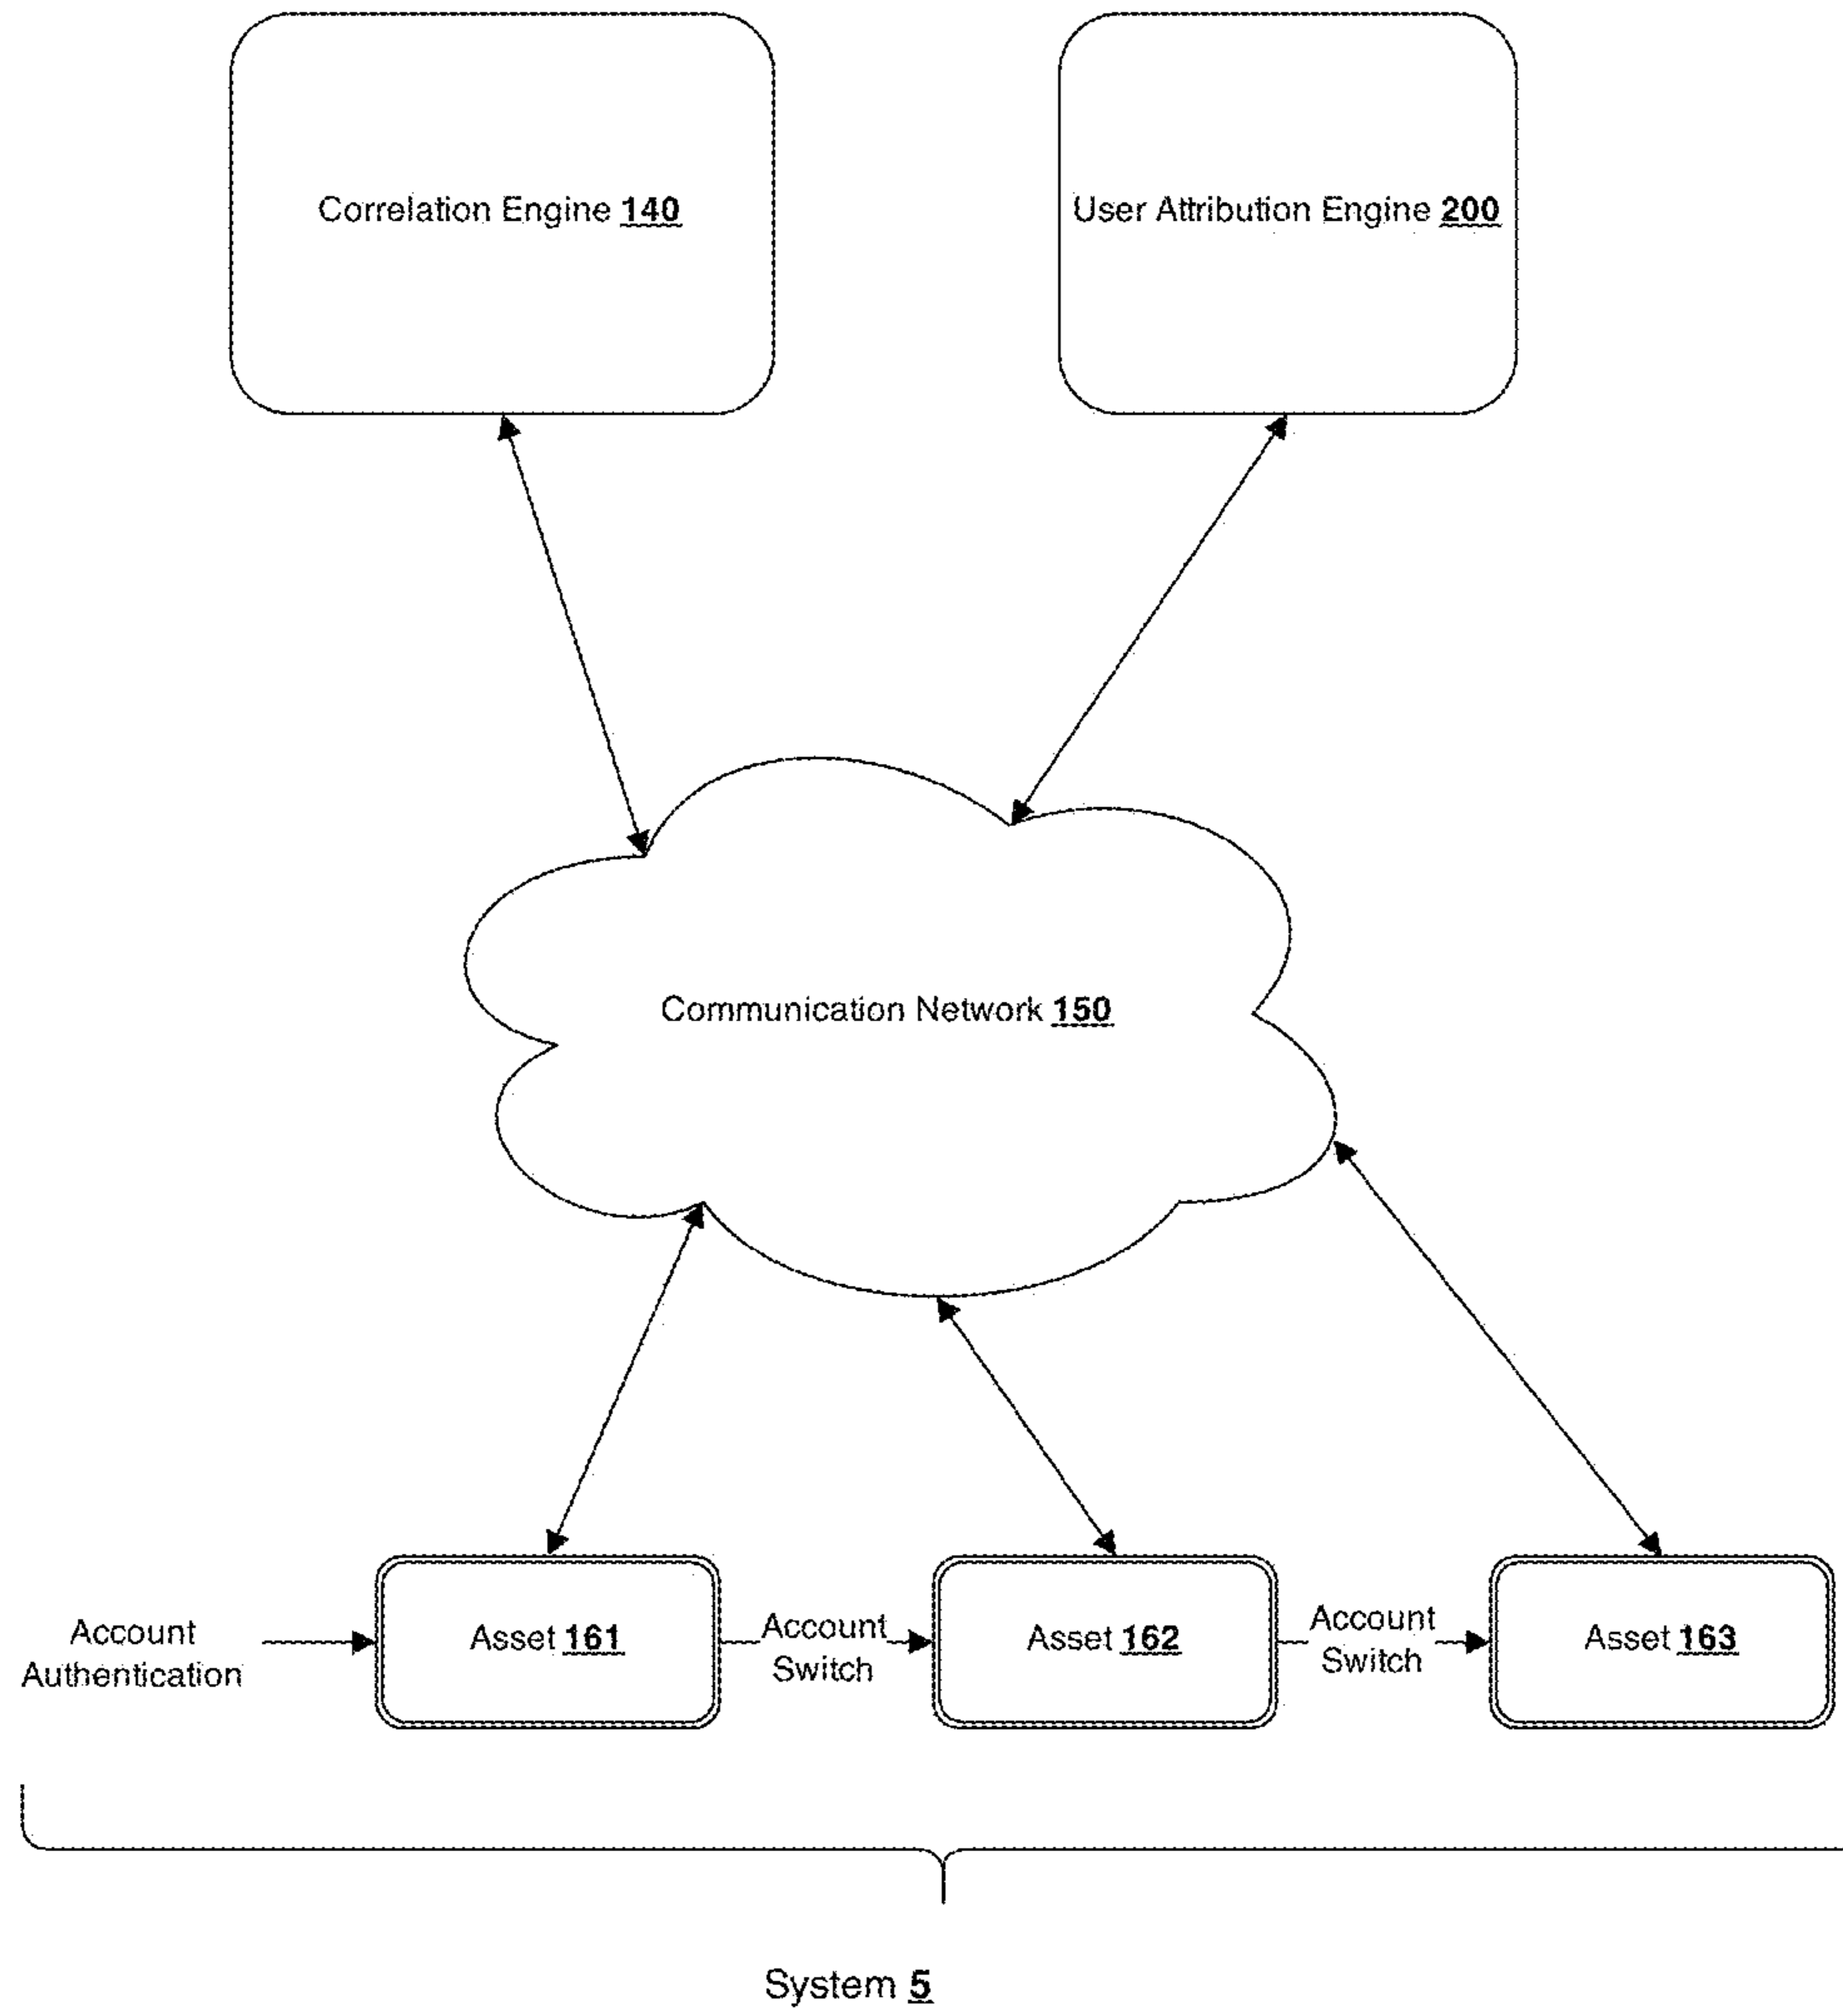 Correlation Engine 140
User Attribution Engine 200
Communication Network 150
Account
Authentication
Asset 161
Account
Switch
Asset 162
Account
Switch
Asset 163
System 5